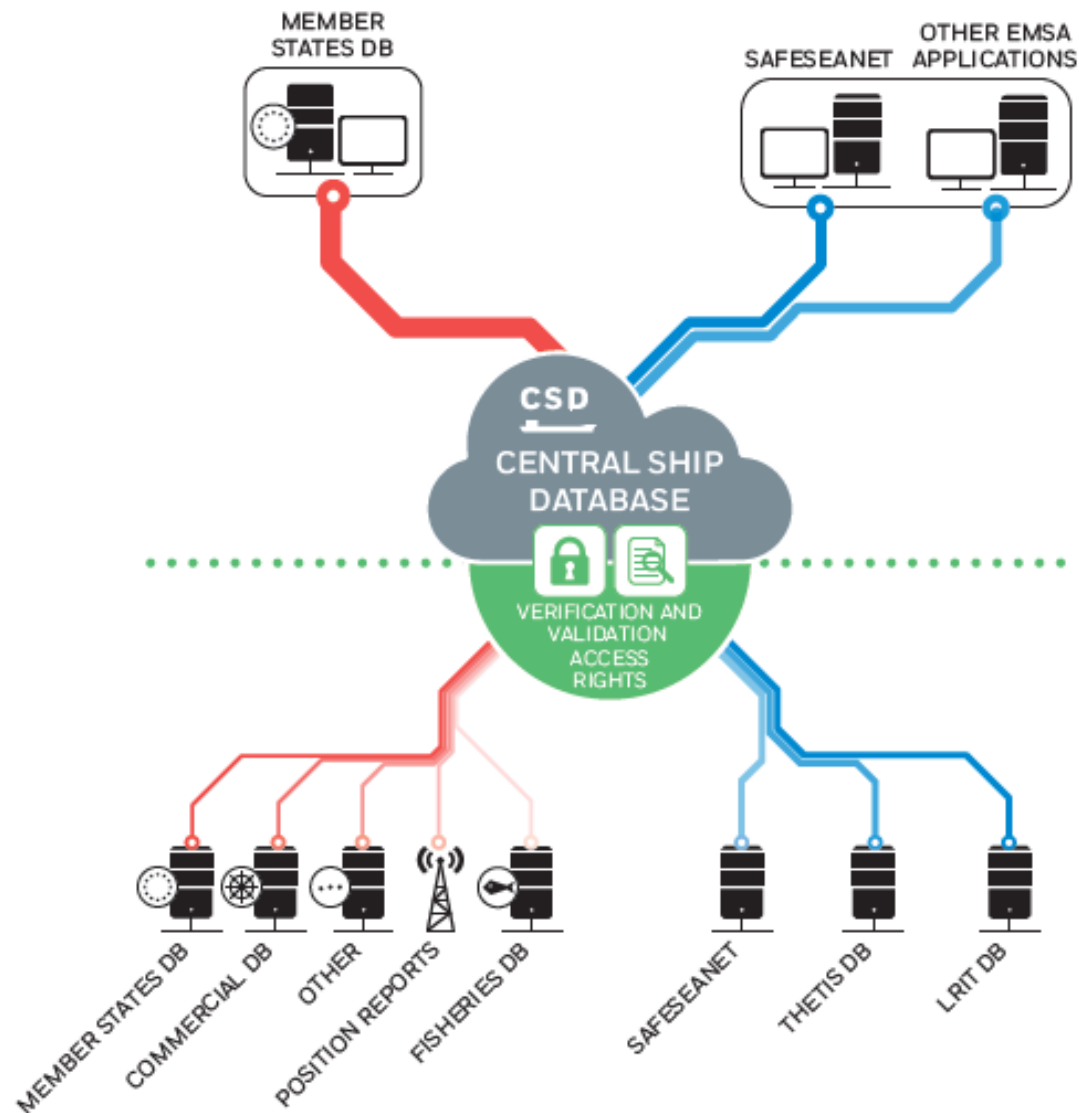 MEMBER
STATES DB
SAFESEANET
OTHER EMSA
APPLICATIONS
CSD
CENTRAL SHIP
DATABASE
VERIFICATION AND
VALIDATION
ACCESS
RIGHTS
MEMBER STATES DB
COMMERCIAL DB
OTHER
POSITION REPORTS
FISHERIES DB
SAFESEANET
THETIS DB
LRIT DB